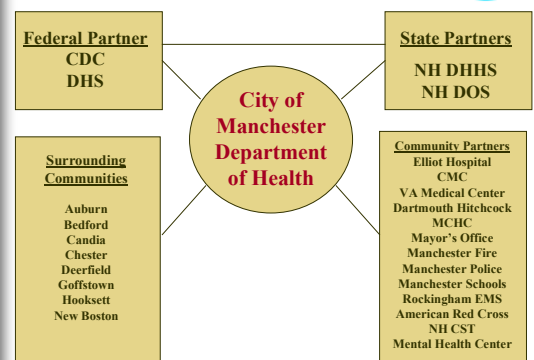 Federal Partner
CDC
DHS
State Partners
NH DHHS
NH DOS
City of
Manchester
Department
of Health
Surrounding
Communities
Auburn
Bedford
Candia
Chester
Deerfield
Goffstown
Hooksett
New Boston
Community Partners
Elliot Hospital
CMC
VA Medical Center
Dartmouth Hitchcock
MCHC
Mayor's Office
Manchester Fire
Manchester Police
Manchester Schools
Rockingham EMS
American Red Cross
NH CST
Mental Health Center